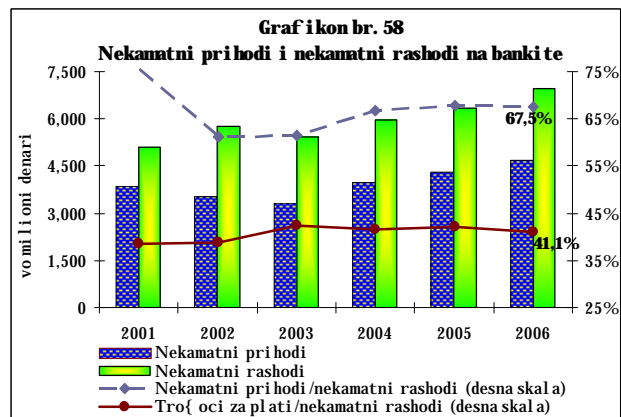 Grafikon br. 58
Nekamatni prihodi i nekamatni rashodi na bankite
7,500
6,000
4,500
3,000
1,500
0
vo milioni denari
75%
65%
55%
45%
35%
25%
67,5%
41,1%
2001 2002 2003 2004 2005 2006
Nekamatni prihodi
Nekamatni rashodi
Nekamatni prihodi/nekamatni rashodi (desna skala)
Tro{oci za plati/nekamatni rashodi (desna skala)